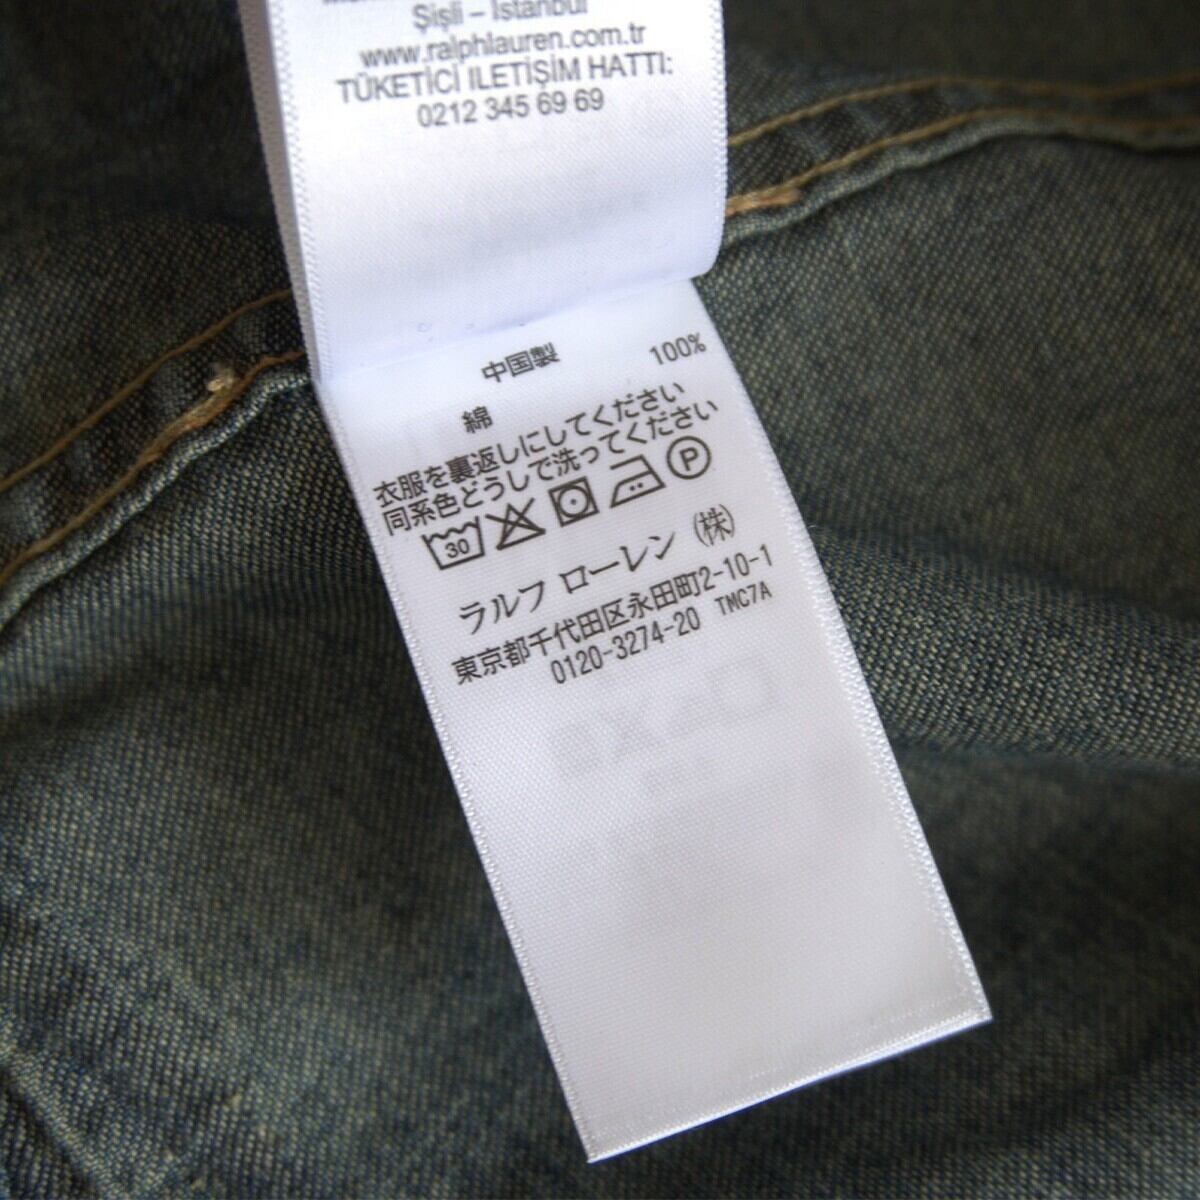 Şişli – İstanbul
www.ralphlauren.com.tr
TÜKETİCİ ILETİŞİM HATTI:
0212 345 69 69
中国製
綿 100%
衣服を裏返しにしてください
同系色どうしで洗ってください
30 P
ラルフ ローレン (株)
東京都千代田区永田町2-10-1
0120-3274-20 TMC7A